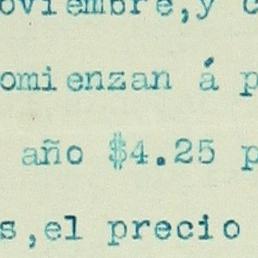 oviembre,y c
omienzan á p
año $4.25 p
s,el precio